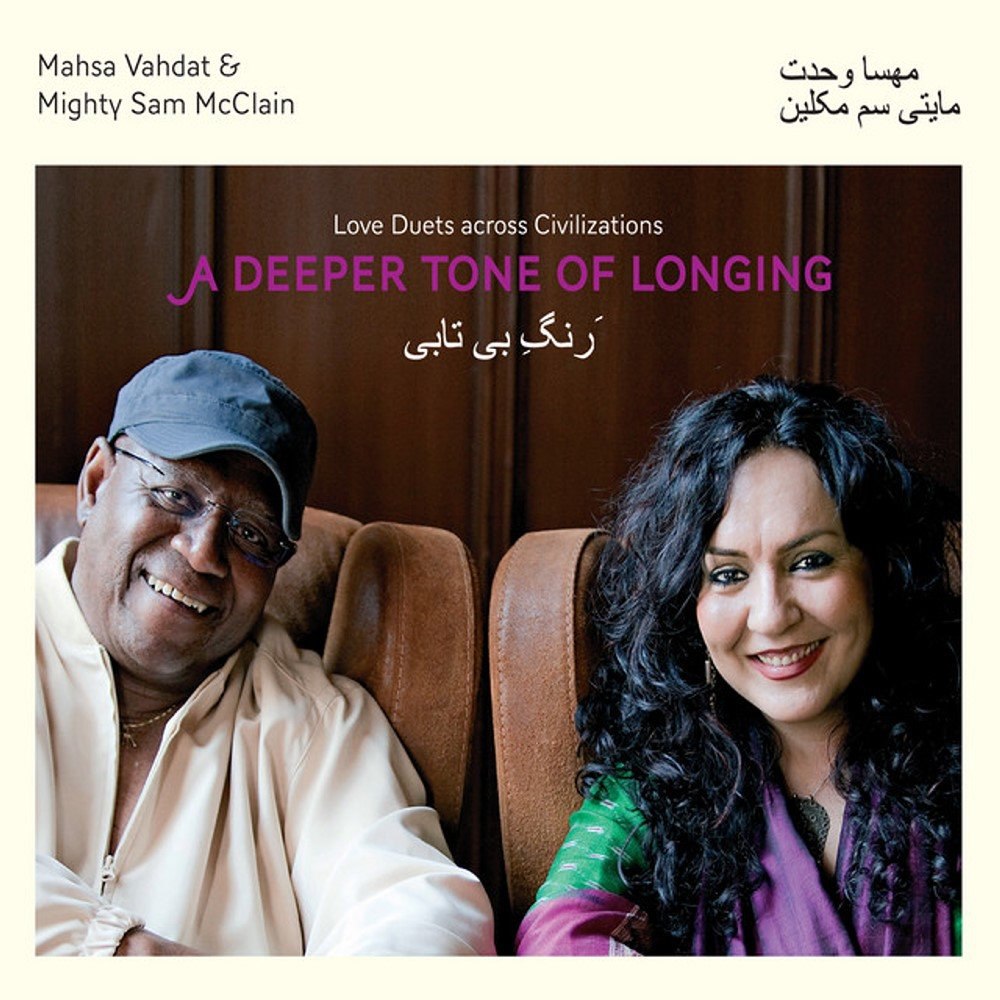 Mahsa Vahdat &
Mighty Sam McClain
مهسا وحدت
مایتی سم مکلین
Love Duets across Civilizations
A DEEPER TONE OF LONGING
َرنگِ بی تابی